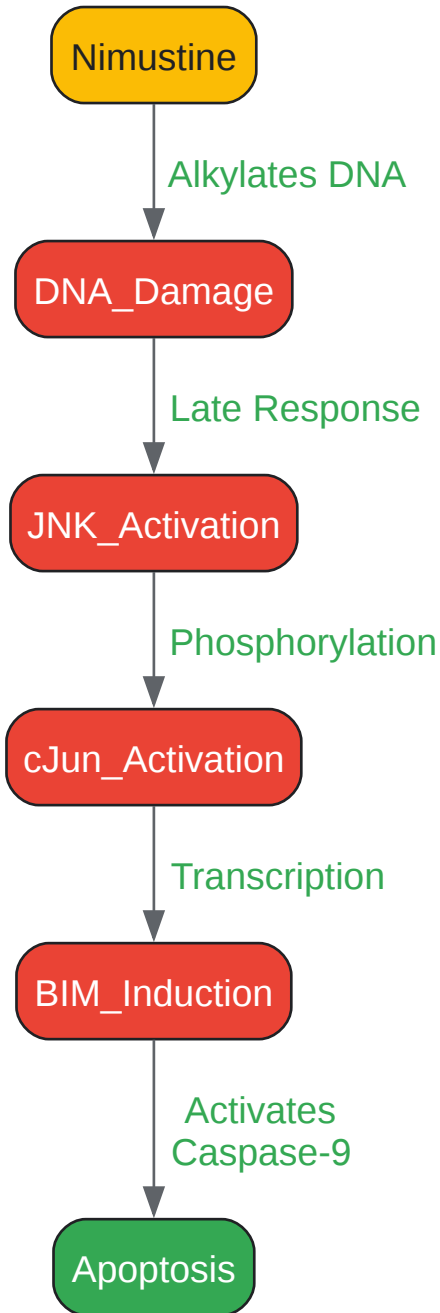 Nimustine
Alkylates DNA
DNA_Damage
Late Response
JNK_Activation
Phosphorylation
cJun_Activation
Transcription
BIM_Induction
Activates
Caspase-9
Apoptosis